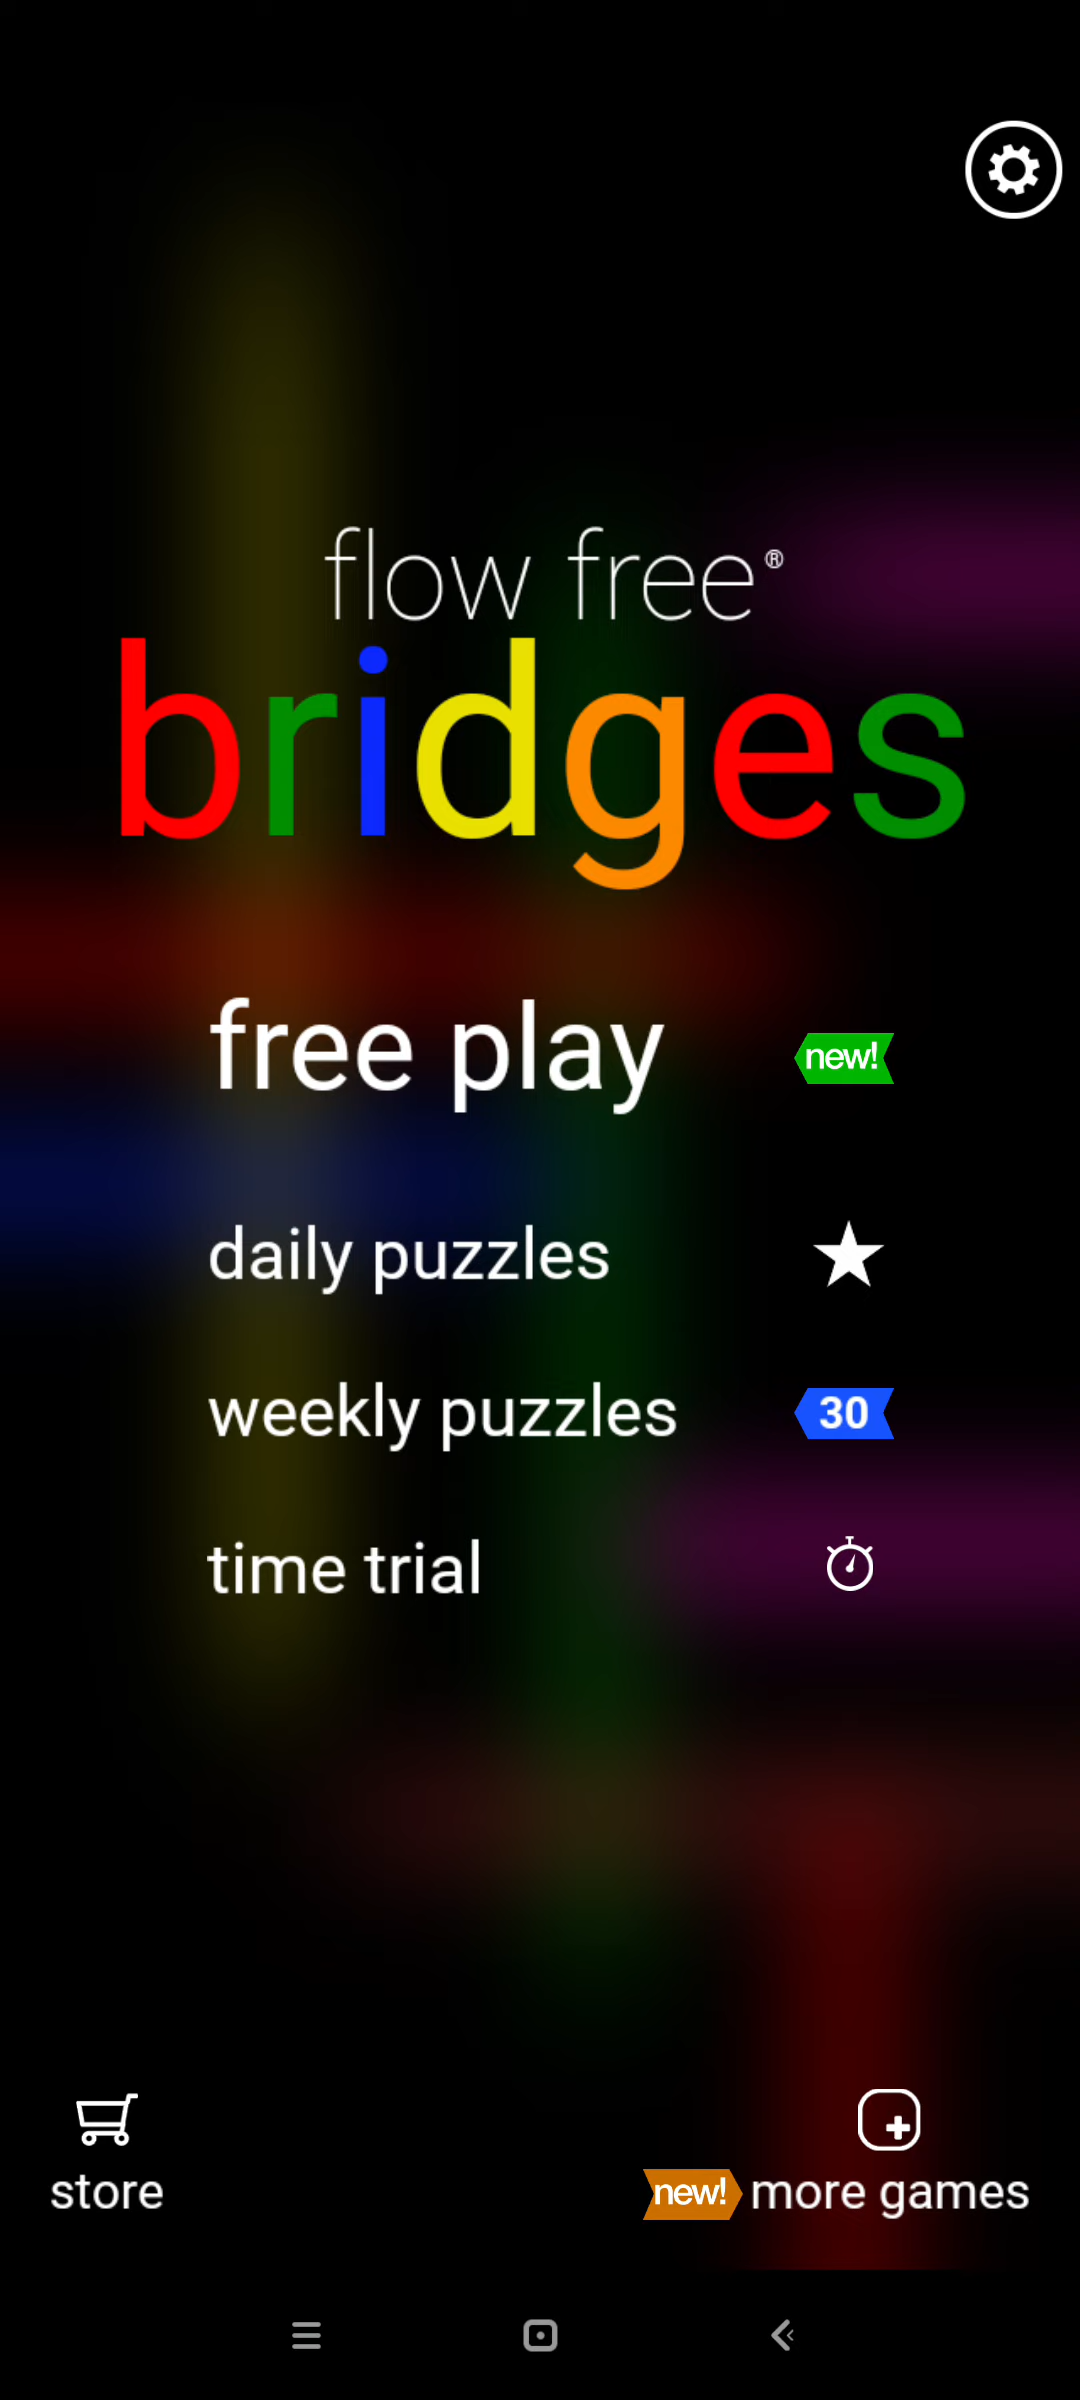 flow free®
bridges
free play new!
daily puzzles
weekly puzzles 30
time trial
store
new! more games